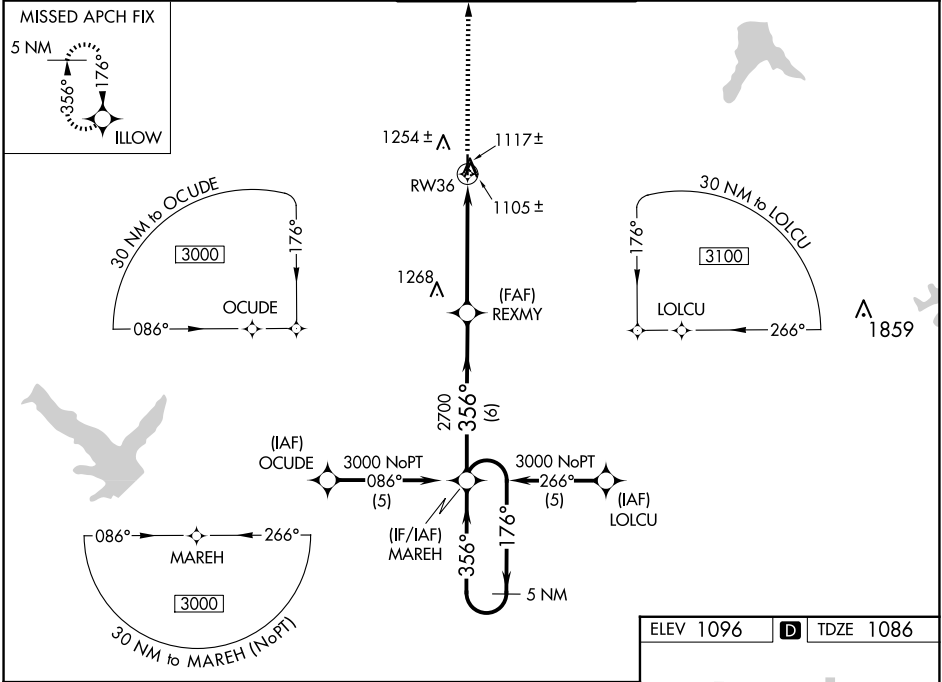 MISSED APCH FIX
5 NM
356°
176°
ILLOW
1254 ±
1117 ±
RW36
1105 ±
30 NM to OCUDE
3000
176°
OCUDE
086°
30 NM to LOLCU
176°
3100
LOLCU
266°
1859
1268
(FAF)
REXMY
2700
356°
(6)
(IAF)
OCUDE
3000 NoPT
086°
(5)
3000 NoPT
266°
(5)
(IAF)
LOLCU
(IF/IAF)
MAREH
356°
176°
5 NM
086°
266°
MAREH
3000
30 NM to MAREH (NoPT)
ELEV 1096
D
TDZE 1086